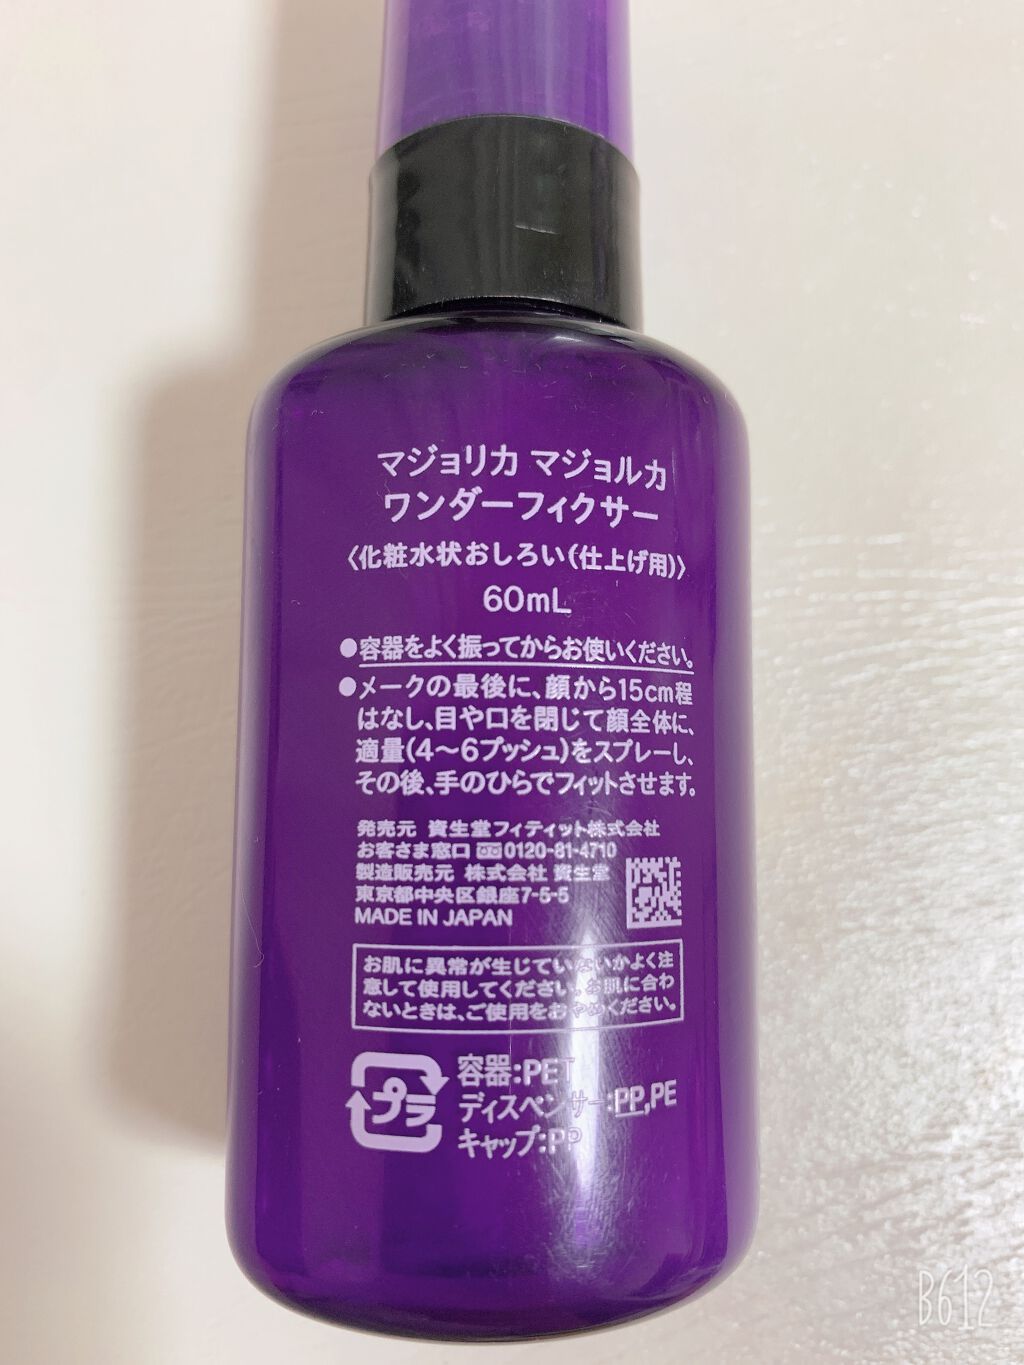 マジョリカ マジョルカ
ワンダーフィクサー
〈化粧水状おしろい(仕上げ用)〉
60mL
●容器をよく振ってからお使いください。
●メークの最後に、顔から15cm程
はなし、目や口を閉じて顔全体に、
適量(4〜6プッシュ)をスプレーし、
その後、手のひらでフィットさせます。
発売元 資生堂フィティット株式会社
お客さま窓口 0120-81-4710
製造販売元 株式会社 資生堂
東京都中央区銀座7-5-5
MADE IN JAPAN
お肌に異常が生じていないかよく注
意して使用してください。お肌に合わ
ないときは、ご使用をおやめください。
プラ
容器:PET
ディスペンサー:PP,PE
キャップ:PP
B612